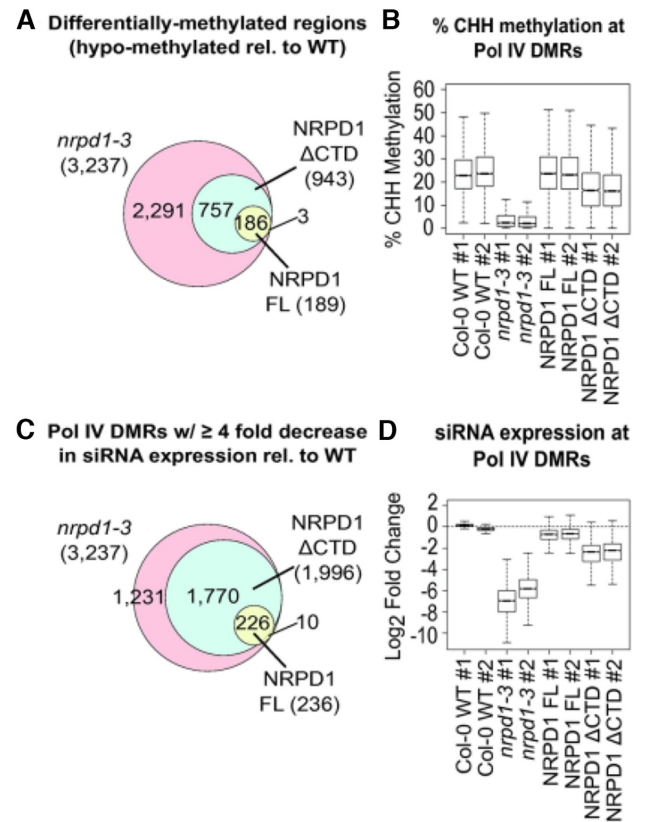 A Differentially-methylated regions
(hypo-methylated rel. to WT)
nrpd1-3
(3,237)
NRPD1
ΔCTD
(943)
2,291
757
186
3
NRPD1
FL (189)
B % CHH methylation at
Pol IV DMRs
% CHH Methylation
60
50
40
30
20
10
0
Col-0 WT #1
Col-0 WT #2
nrpd1-3 #1
nrpd1-3 #2
NRPD1 FL #1
NRPD1 FL #2
NRPD1 ΔCTD #1
NRPD1 ΔCTD #2
C Pol IV DMRs w/ ≥ 4 fold decrease
in siRNA expression rel. to WT
nrpd1-3
(3,237)
NRPD1
ΔCTD
(1,996)
1,231
1,770
226
10
NRPD1
FL (236)
D siRNA expression at
Pol IV DMRs
Log2 Fold Change
2
0
-2
-4
-6
-8
-10
Col-0 WT #1
Col-0 WT #2
nrpd1-3 #1
nrpd1-3 #2
NRPD1 FL #1
NRPD1 FL #2
NRPD1 ΔCTD #1
NRPD1 ΔCTD #2